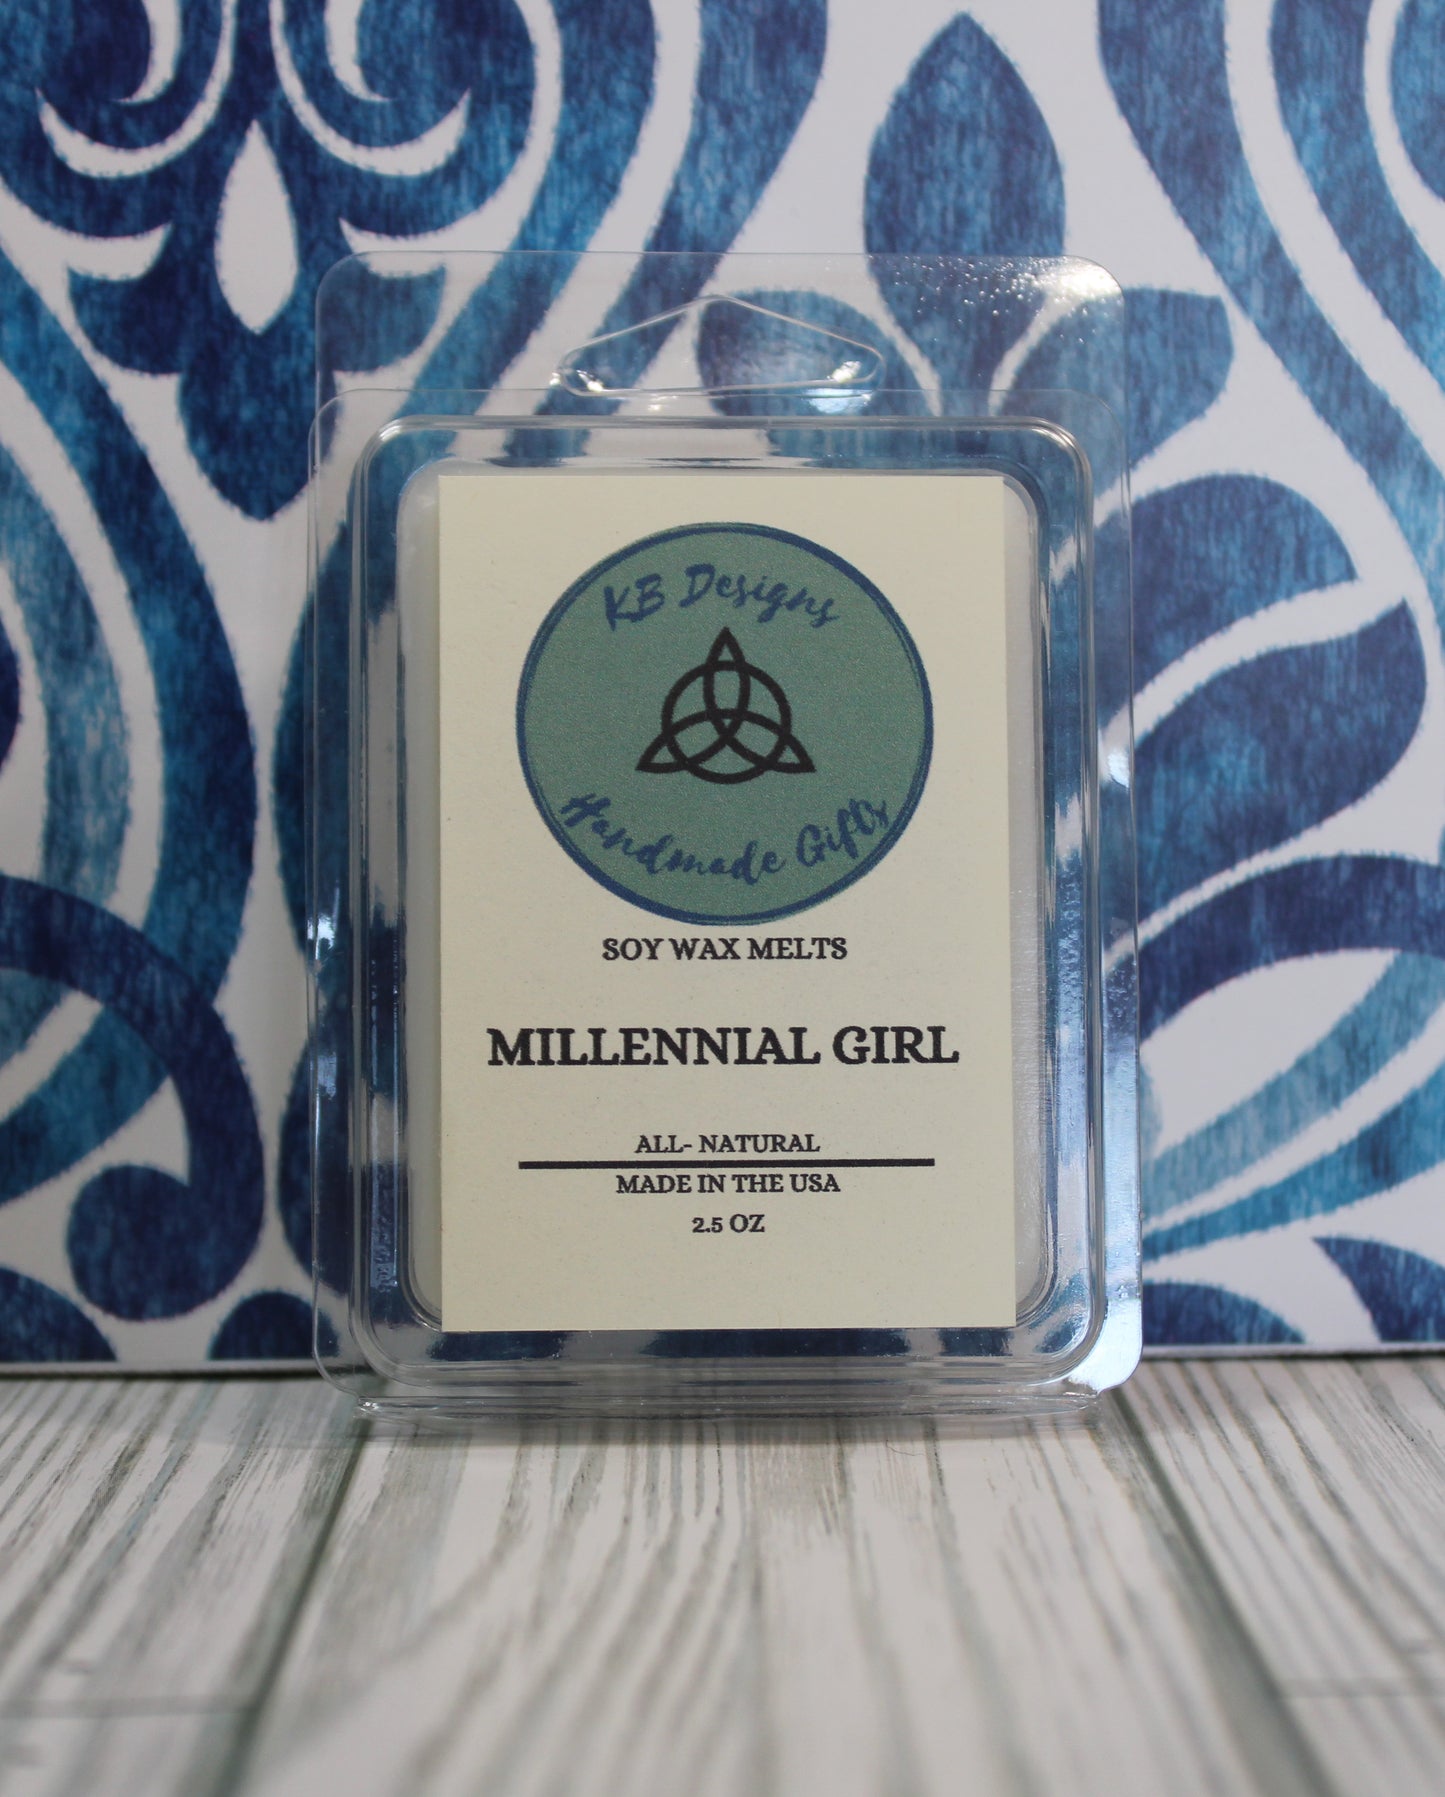 KB Designs
Handmade Gifts
SOY WAX MELTS
MILLENNIAL GIRL
ALL- NATURAL
MADE IN THE USA
2.5 OZ